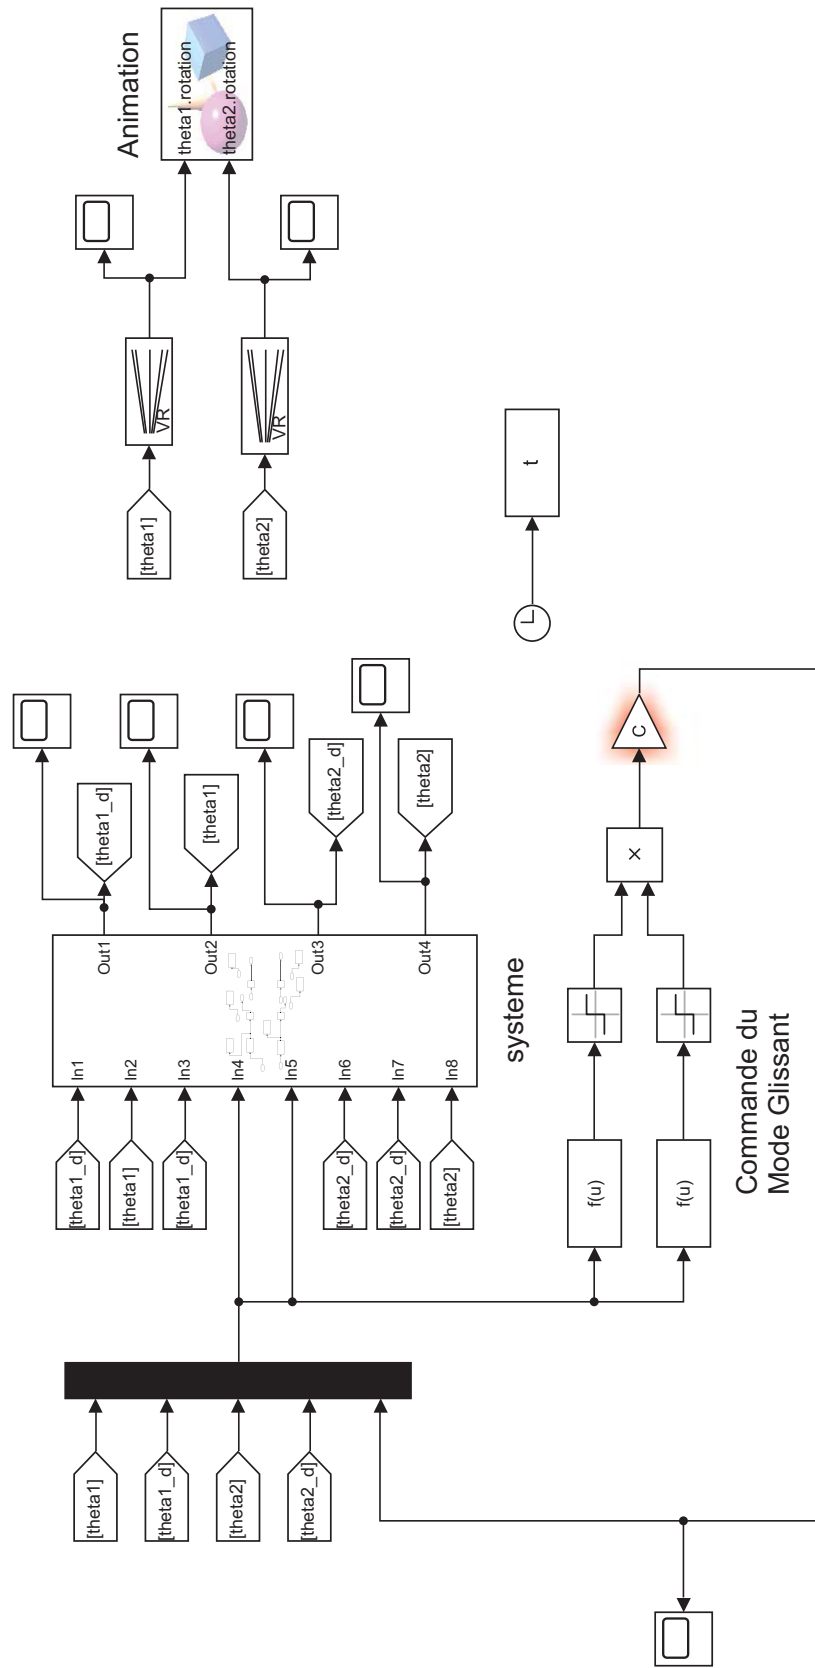 [theta1]
[theta1_d]
[theta2]
[theta2_d]
[theta1_d]
[theta1]
[theta1_d]
[theta2_d]
[theta2_d]
[theta2]
In1
In2
In3
In4
In5
In6
In7
In8
Out1
Out2
Out3
Out4
systeme
[theta1_d]
[theta1]
[theta2_d]
[theta2]
f(u)
f(u)
×
C
Commande du
Mode Glissant
t
[theta1]
[theta2]
VR
VR
theta1.rotation
theta2.rotation
Animation